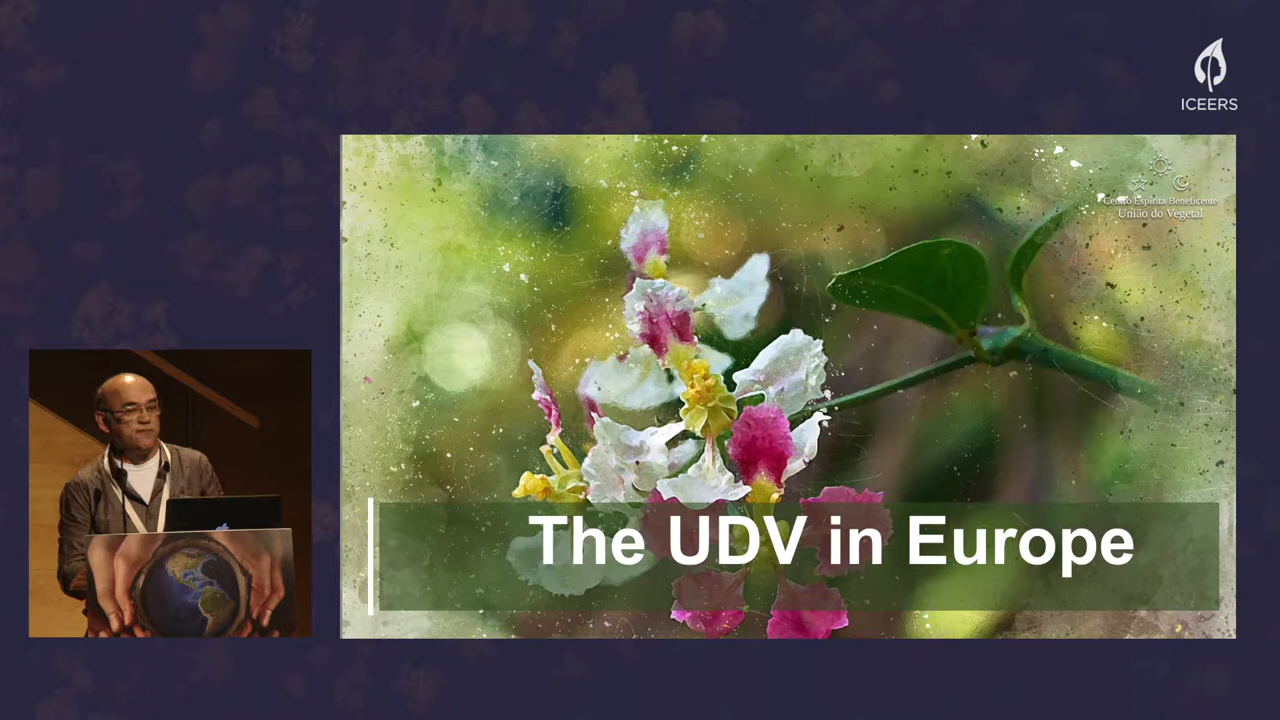 ICEERS
Centro Espírita Beneficente
União do Vegetal
The UDV in Europe